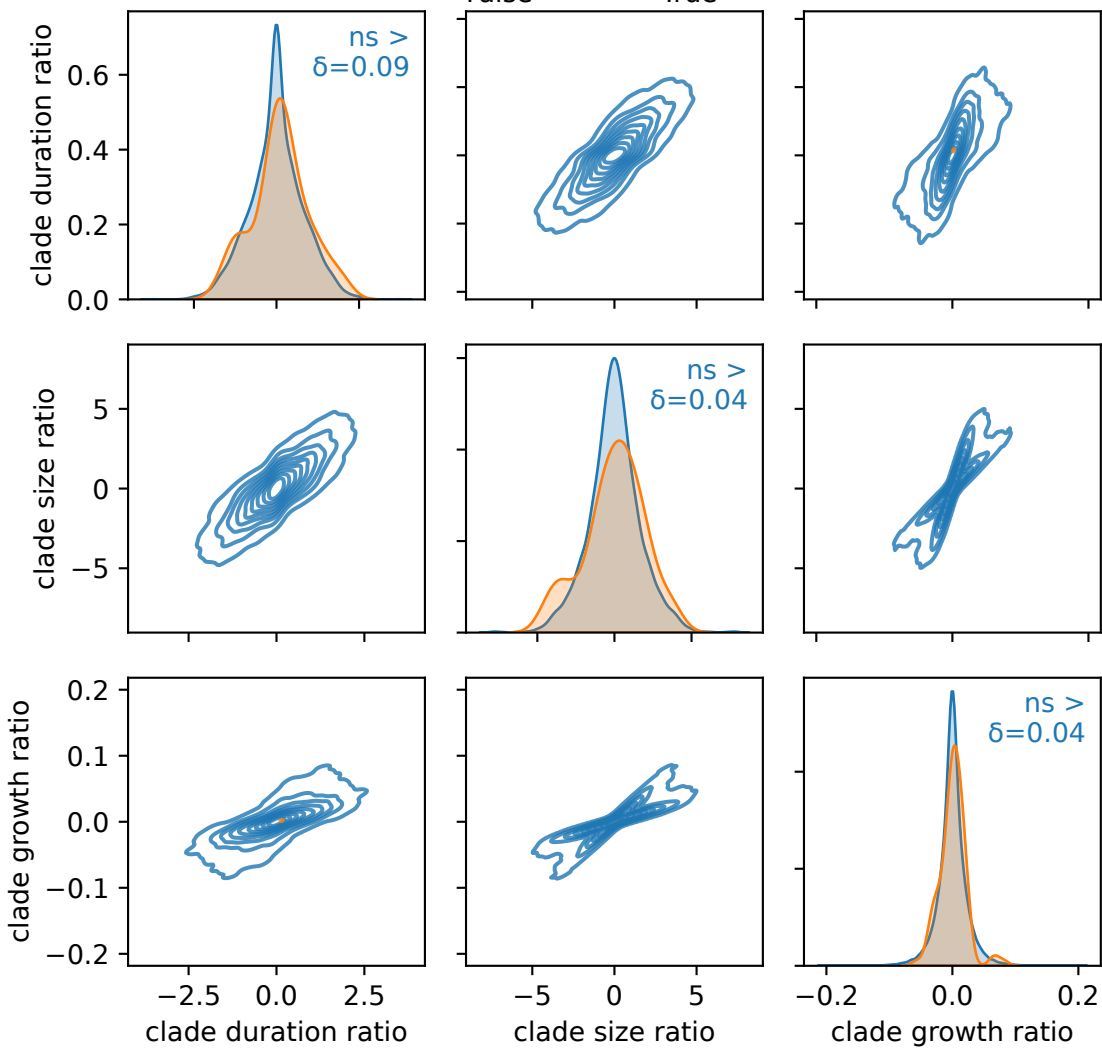 True
clade duration ratio
0.6
0.4
0.2
0.0
ns >
δ=0.09
clade size ratio
5
0
−5
ns >
δ=0.04
clade growth ratio
0.2
0.1
0.0
−0.1
−0.2
ns >
δ=0.04
−2.5
0.0
2.5
clade duration ratio
−5
0
5
clade size ratio
−0.2
0.0
0.2
clade growth ratio